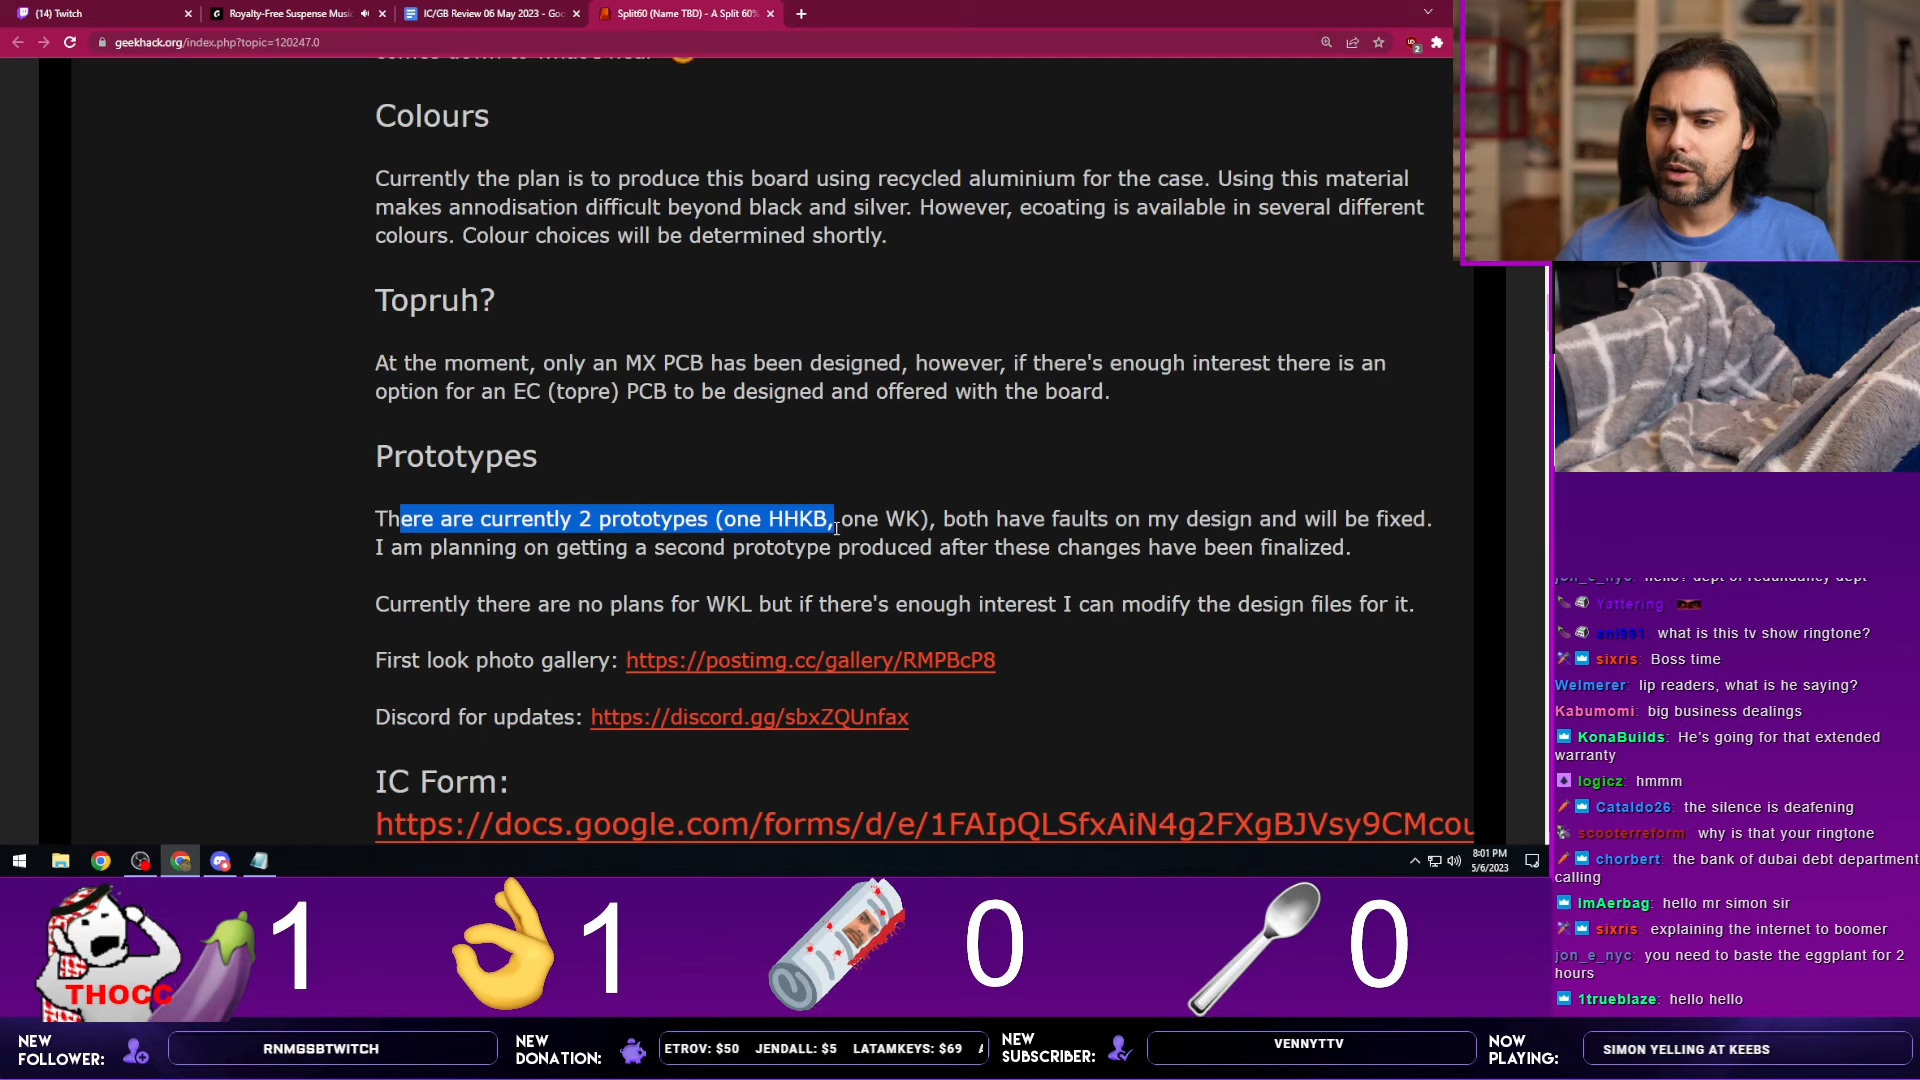 (14) Twitch
Royalty-Free Suspense Music
IC/GB Review 06 May 2023 - Goo
Split60 (Name TBD) - A Split 60%
geekhack.org/index.php?topic=120247.0
Colours
Currently the plan is to produce this board using recycled aluminium for the case. Using this material
makes annodisation difficult beyond black and silver. However, ecoating is available in several different
colours. Colour choices will be determined shortly.
Topruh?
At the moment, only an MX PCB has been designed, however, if there's enough interest there is an
option for an EC (topre) PCB to be designed and offered with the board.
Prototypes
There are currently 2 prototypes (one HHKB, one WK), both have faults on my design and will be fixed.
I am planning on getting a second prototype produced after these changes have been finalized.
Currently there are no plans for WKL but if there's enough interest I can modify the design files for it.
First look photo gallery: https://postimg.cc/gallery/RMPBcP8
Discord for updates: https://discord.gg/sbxZQUnfax
IC Form:
https://docs.google.com/forms/d/e/1FAIpQLSfxAiN4g2FXgBJVsy9CMcou
8:01 PM
5/6/2023
jon_e_nyc: hello? dept of redundancy dept
Yattering:
what is this tv show ringtone?
sixris: Boss time
Welmerer: lip readers, what is he saying?
Kabumomi: big business dealings
KonaBuilds: He's going for that extended
warranty
logicz: hmmm
Cataldo26: the silence is deafening
scooterreform: why is that your ringtone
chorbert: the bank of dubai debt department
calling
ImAerbag: hello mr simon sir
sixris: explaining the internet to boomer
jon_e_nyc: you need to baste the eggplant for 2
hours
1trueblaze: hello hello
THOCC
1
1
0
0
NEW
FOLLOWER:
RNMGSBTWITCH
NEW
DONATION:
ETROV: $50 JENDALL: $5 LATAMKEYS: $69
NEW
SUBSCRIBER:
VENNYTTV
NOW
PLAYING:
SIMON YELLING AT KEEBS